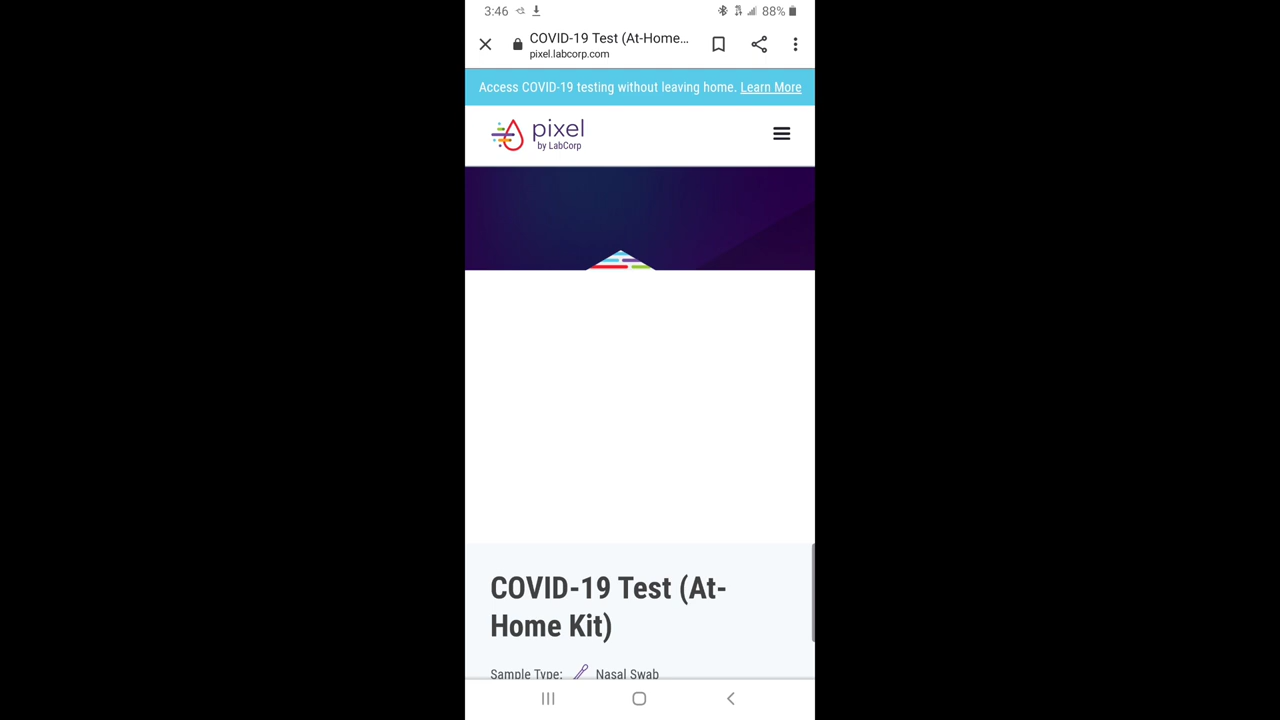 3:46 88%
COVID-19 Test (At-Home...
pixel.labcorp.com
Access COVID-19 testing without leaving home. Learn More
pixel
by LabCorp
COVID-19 Test (At-
Home Kit)
Sample Type: Nasal Swab